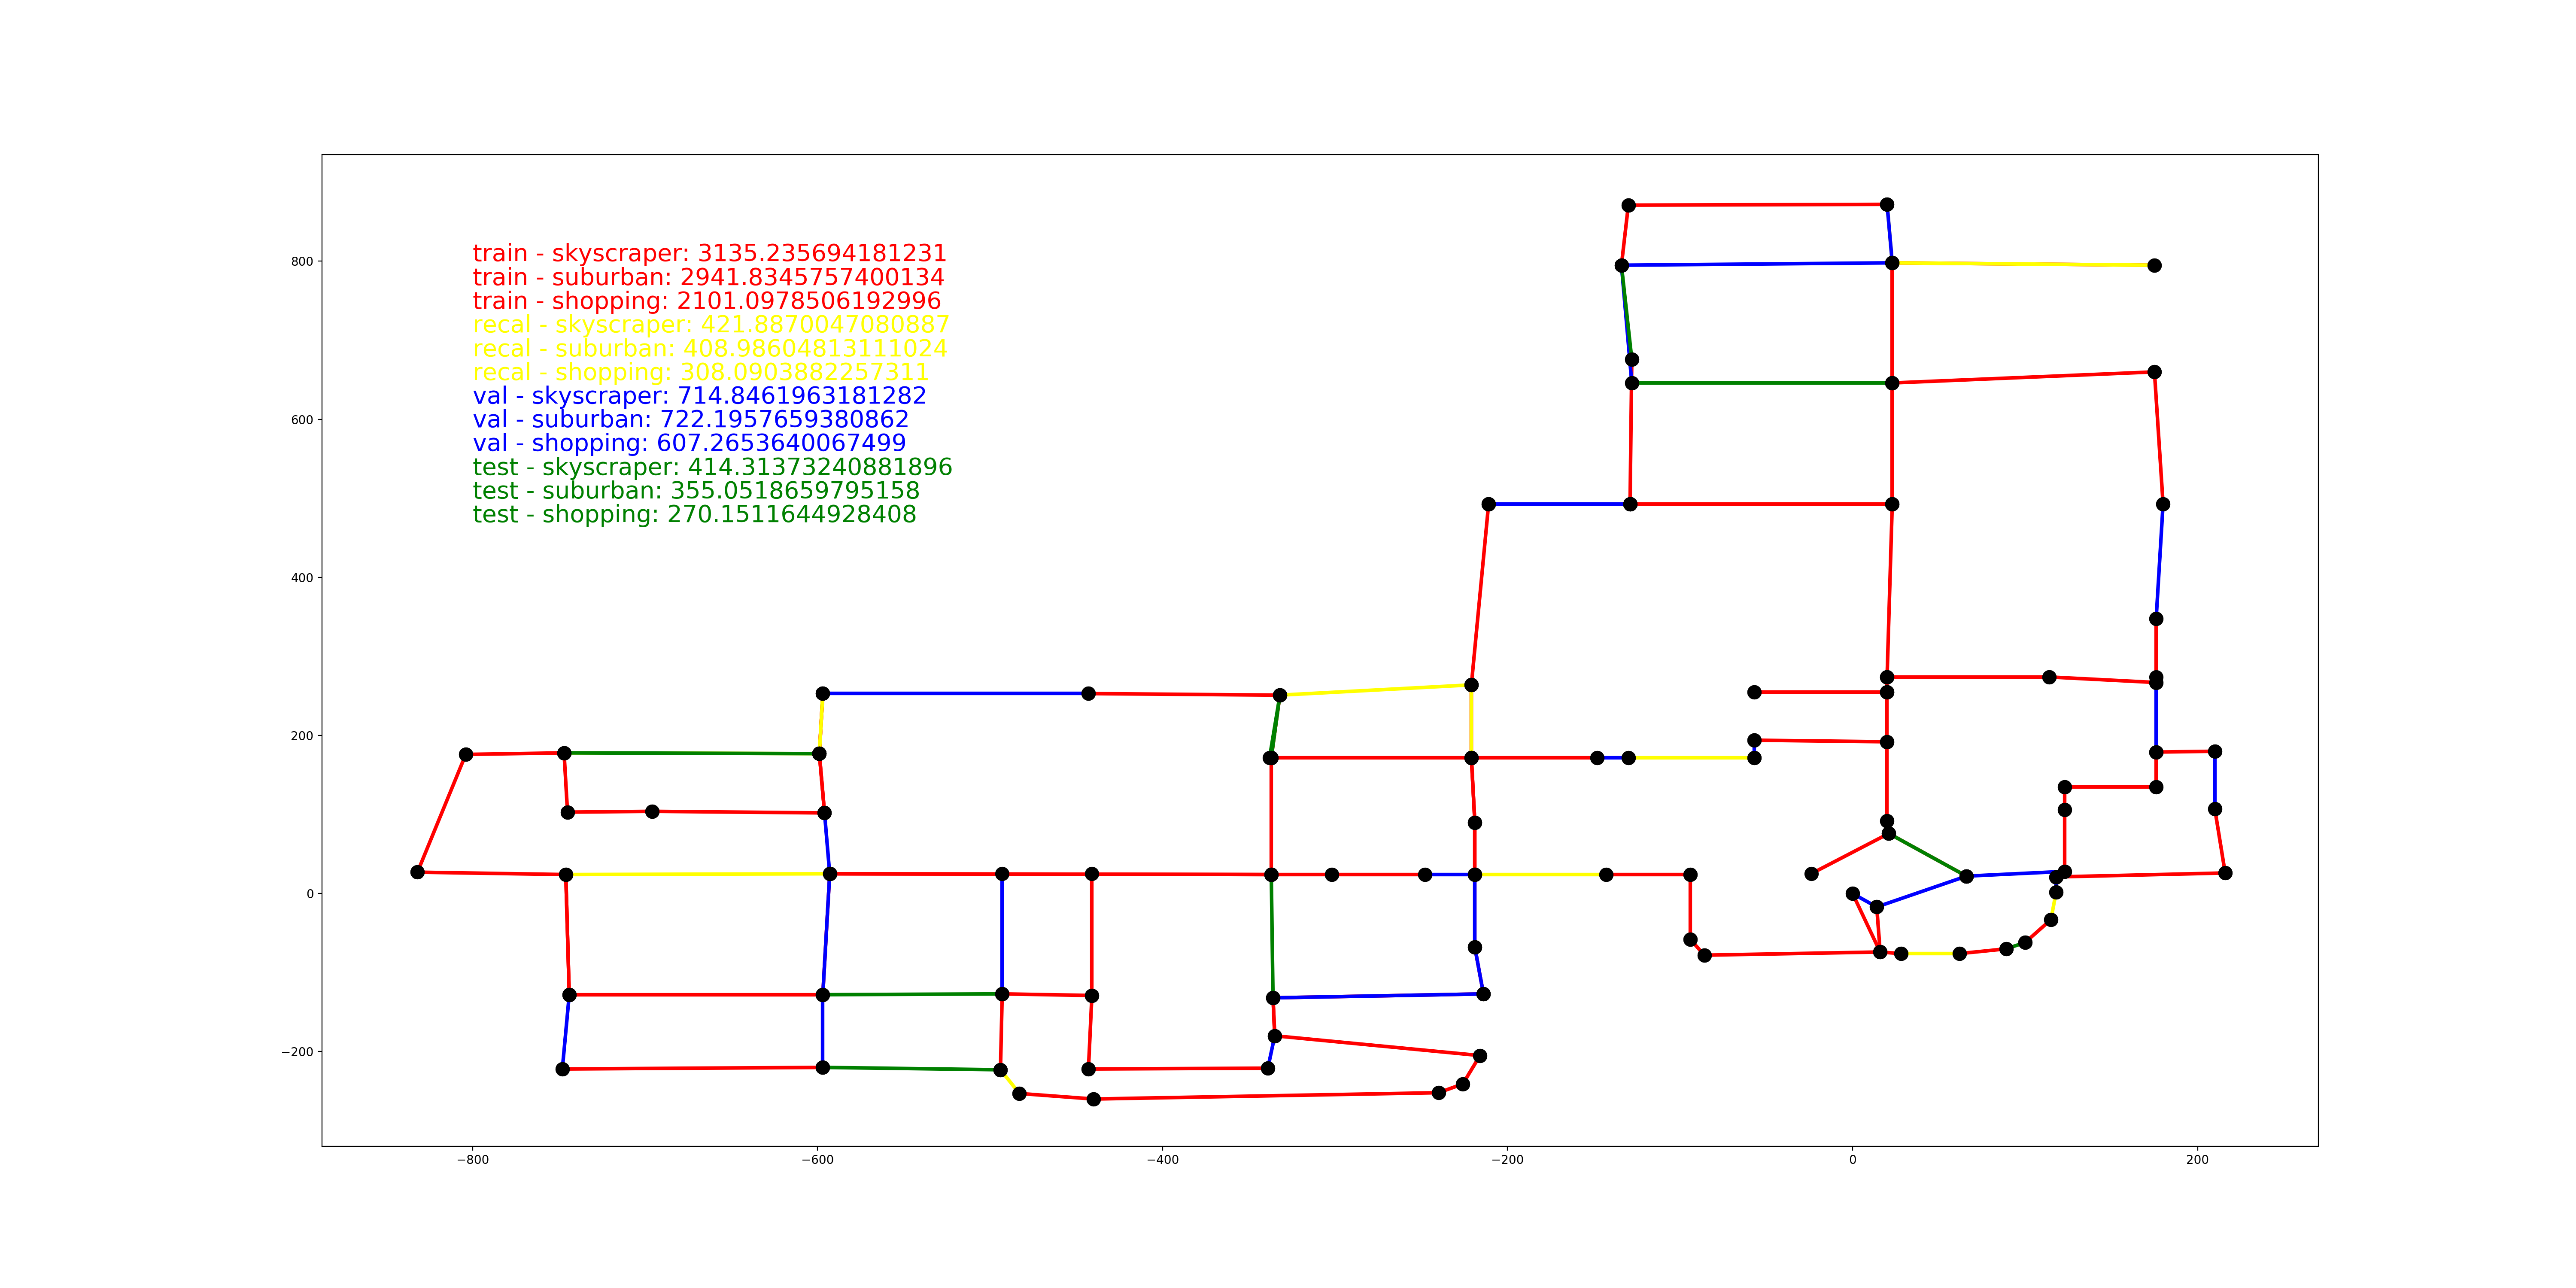 train - skyscraper: 3135.235694181231
train - suburban: 2941.8345757400134
train - shopping: 2101.0978506192996
recal - skyscraper: 421.8870047080887
recal - suburban: 408.98604813111024
recal - shopping: 308.0903882257311
val - skyscraper: 714.8461963181282
val - suburban: 722.1957659380862
val - shopping: 607.2653640067499
test - skyscraper: 414.31373240881896
test - suburban: 355.0518659795158
test - shopping: 270.1511644928408
800
600
400
200
0
−200
−800 −600 −400 −200 0 200